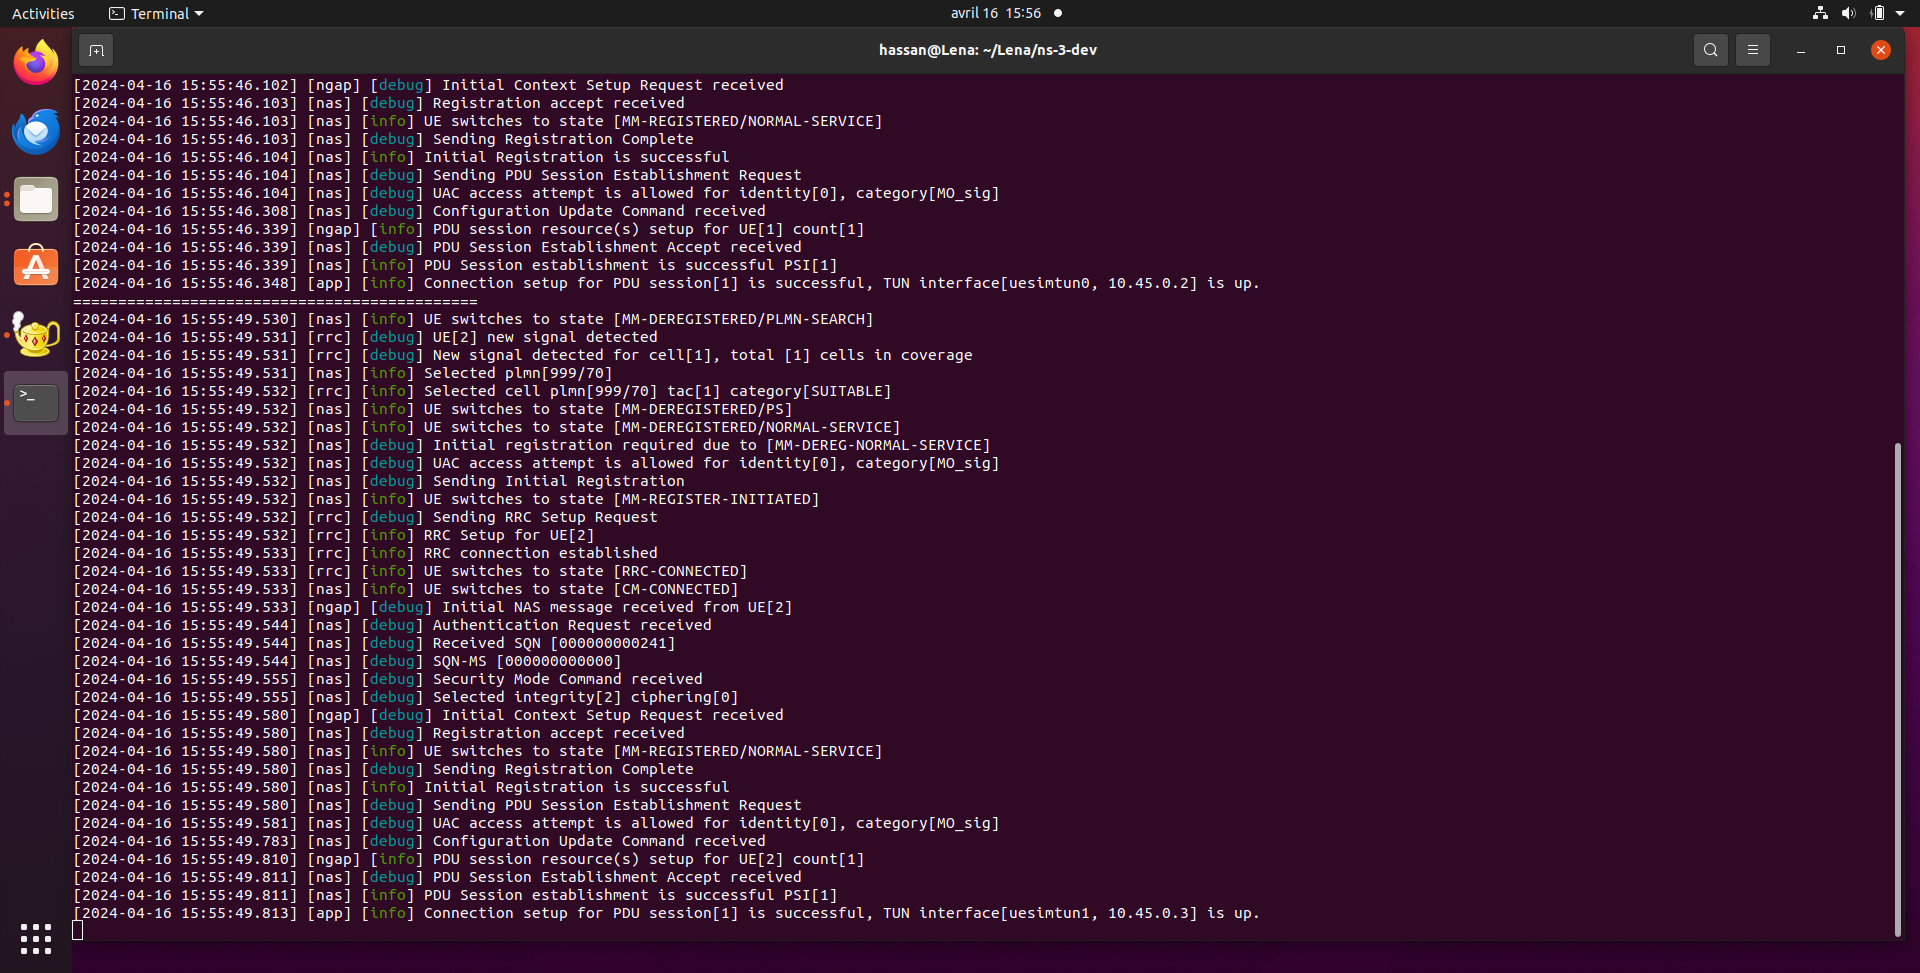 Activities
Terminal
avril 16 15:56
hassan@Lena: ~/Lena/ns-3-dev
[2024-04-16 15:55:46.102] [ngap] [debug] Initial Context Setup Request received
[2024-04-16 15:55:46.103] [nas] [debug] Registration accept received
[2024-04-16 15:55:46.103] [nas] [info] UE switches to state [MM-REGISTERED/NORMAL-SERVICE]
[2024-04-16 15:55:46.103] [nas] [debug] Sending Registration Complete
[2024-04-16 15:55:46.104] [nas] [info] Initial Registration is successful
[2024-04-16 15:55:46.104] [nas] [debug] Sending PDU Session Establishment Request
[2024-04-16 15:55:46.104] [nas] [debug] UAC access attempt is allowed for identity[0], category[MO_sig]
[2024-04-16 15:55:46.308] [nas] [debug] Configuration Update Command received
[2024-04-16 15:55:46.339] [ngap] [info] PDU session resource(s) setup for UE[1] count[1]
[2024-04-16 15:55:46.339] [nas] [debug] PDU Session Establishment Accept received
[2024-04-16 15:55:46.339] [nas] [info] PDU Session establishment is successful PSI[1]
[2024-04-16 15:55:46.348] [app] [info] Connection setup for PDU session[1] is successful, TUN interface[uesimtun0, 10.45.0.2] is up.
=============================================
[2024-04-16 15:55:49.530] [nas] [info] UE switches to state [MM-DEREGISTERED/PLMN-SEARCH]
[2024-04-16 15:55:49.531] [rrc] [debug] UE[2] new signal detected
[2024-04-16 15:55:49.531] [rrc] [debug] New signal detected for cell[1], total [1] cells in coverage
[2024-04-16 15:55:49.531] [nas] [info] Selected plmn[999/70]
[2024-04-16 15:55:49.532] [rrc] [info] Selected cell plmn[999/70] tac[1] category[SUITABLE]
[2024-04-16 15:55:49.532] [nas] [info] UE switches to state [MM-DEREGISTERED/PS]
[2024-04-16 15:55:49.532] [nas] [info] UE switches to state [MM-DEREGISTERED/NORMAL-SERVICE]
[2024-04-16 15:55:49.532] [nas] [debug] Initial registration required due to [MM-DEREG-NORMAL-SERVICE]
[2024-04-16 15:55:49.532] [nas] [debug] UAC access attempt is allowed for identity[0], category[MO_sig]
[2024-04-16 15:55:49.532] [nas] [debug] Sending Initial Registration
[2024-04-16 15:55:49.532] [nas] [info] UE switches to state [MM-REGISTER-INITIATED]
[2024-04-16 15:55:49.532] [rrc] [debug] Sending RRC Setup Request
[2024-04-16 15:55:49.532] [rrc] [info] RRC Setup for UE[2]
[2024-04-16 15:55:49.533] [rrc] [info] RRC connection established
[2024-04-16 15:55:49.533] [rrc] [info] UE switches to state [RRC-CONNECTED]
[2024-04-16 15:55:49.533] [nas] [info] UE switches to state [CM-CONNECTED]
[2024-04-16 15:55:49.533] [ngap] [debug] Initial NAS message received from UE[2]
[2024-04-16 15:55:49.544] [nas] [debug] Authentication Request received
[2024-04-16 15:55:49.544] [nas] [debug] Received SQN [000000000241]
[2024-04-16 15:55:49.544] [nas] [debug] SQN-MS [000000000000]
[2024-04-16 15:55:49.555] [nas] [debug] Security Mode Command received
[2024-04-16 15:55:49.555] [nas] [debug] Selected integrity[2] ciphering[0]
[2024-04-16 15:55:49.580] [ngap] [debug] Initial Context Setup Request received
[2024-04-16 15:55:49.580] [nas] [debug] Registration accept received
[2024-04-16 15:55:49.580] [nas] [info] UE switches to state [MM-REGISTERED/NORMAL-SERVICE]
[2024-04-16 15:55:49.580] [nas] [debug] Sending Registration Complete
[2024-04-16 15:55:49.580] [nas] [info] Initial Registration is successful
[2024-04-16 15:55:49.580] [nas] [debug] Sending PDU Session Establishment Request
[2024-04-16 15:55:49.581] [nas] [debug] UAC access attempt is allowed for identity[0], category[MO_sig]
[2024-04-16 15:55:49.783] [nas] [debug] Configuration Update Command received
[2024-04-16 15:55:49.810] [ngap] [info] PDU session resource(s) setup for UE[2] count[1]
[2024-04-16 15:55:49.811] [nas] [debug] PDU Session Establishment Accept received
[2024-04-16 15:55:49.811] [nas] [info] PDU Session establishment is successful PSI[1]
[2024-04-16 15:55:49.813] [app] [info] Connection setup for PDU session[1] is successful, TUN interface[uesimtun1, 10.45.0.3] is up.